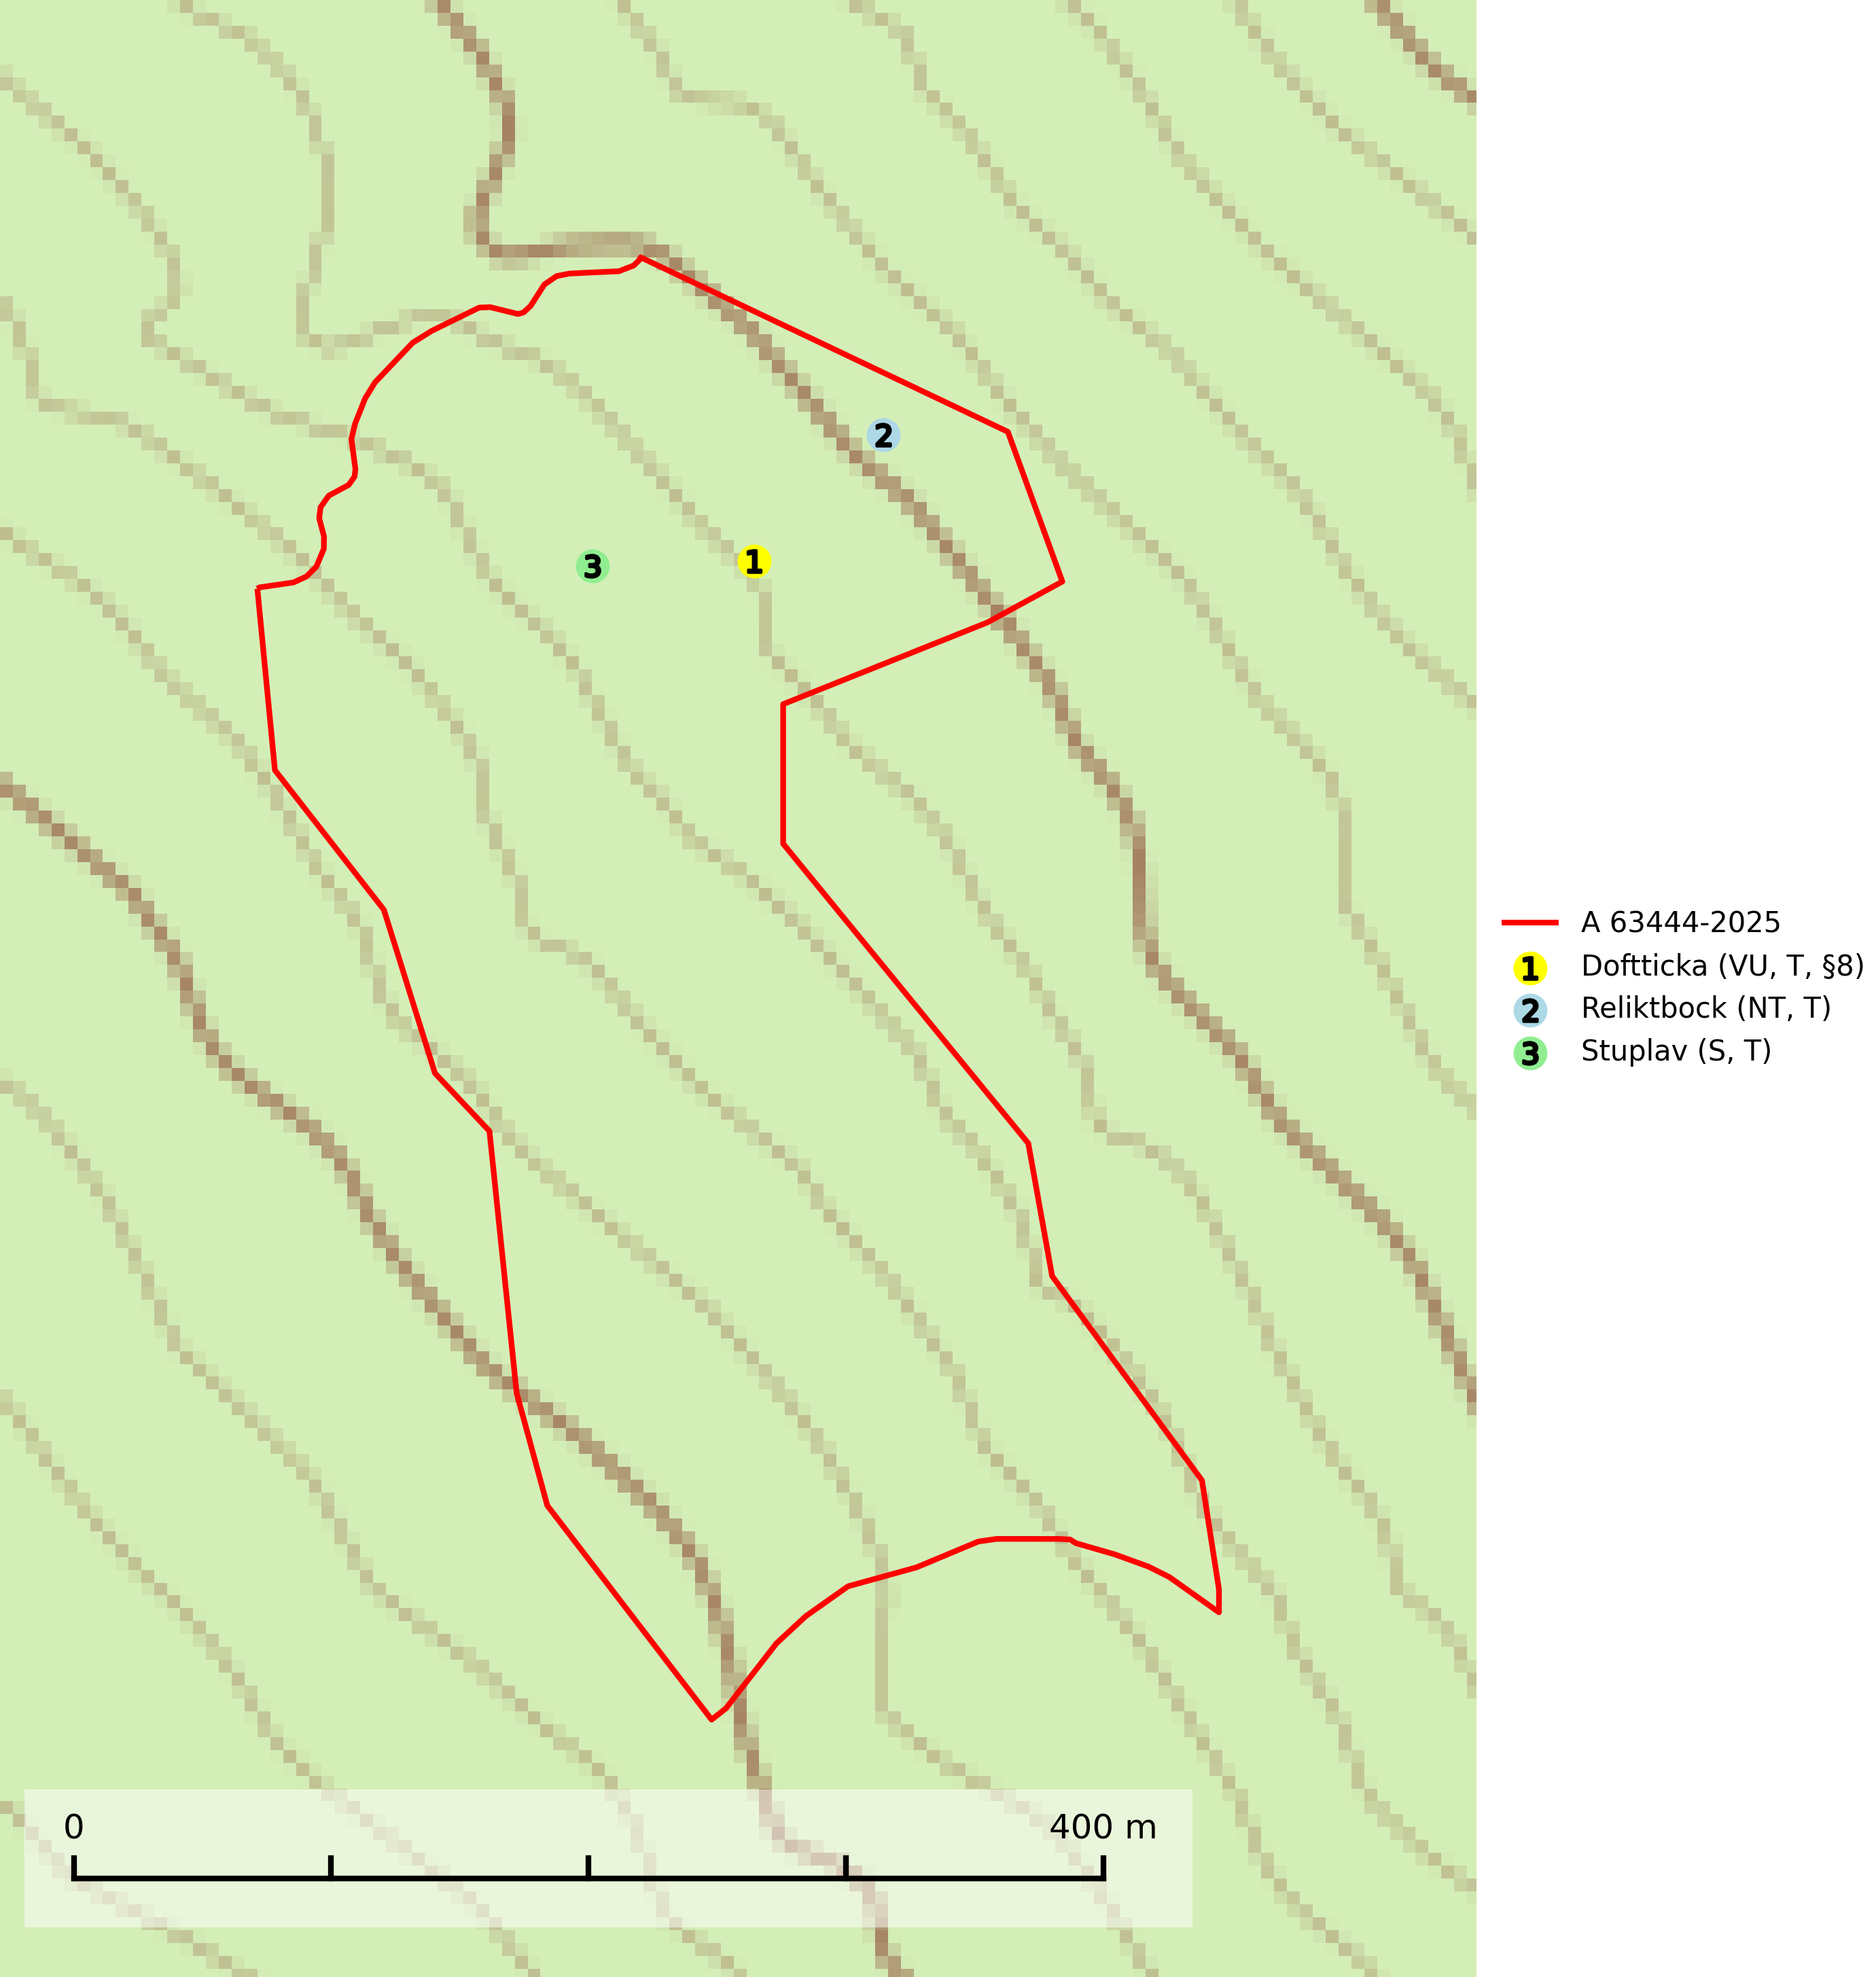 2
3
1
A 63444-2025
1 Doftticka (VU, T, §8)
2 Reliktbock (NT, T)
3 Stuplav (S, T)
0 400 m